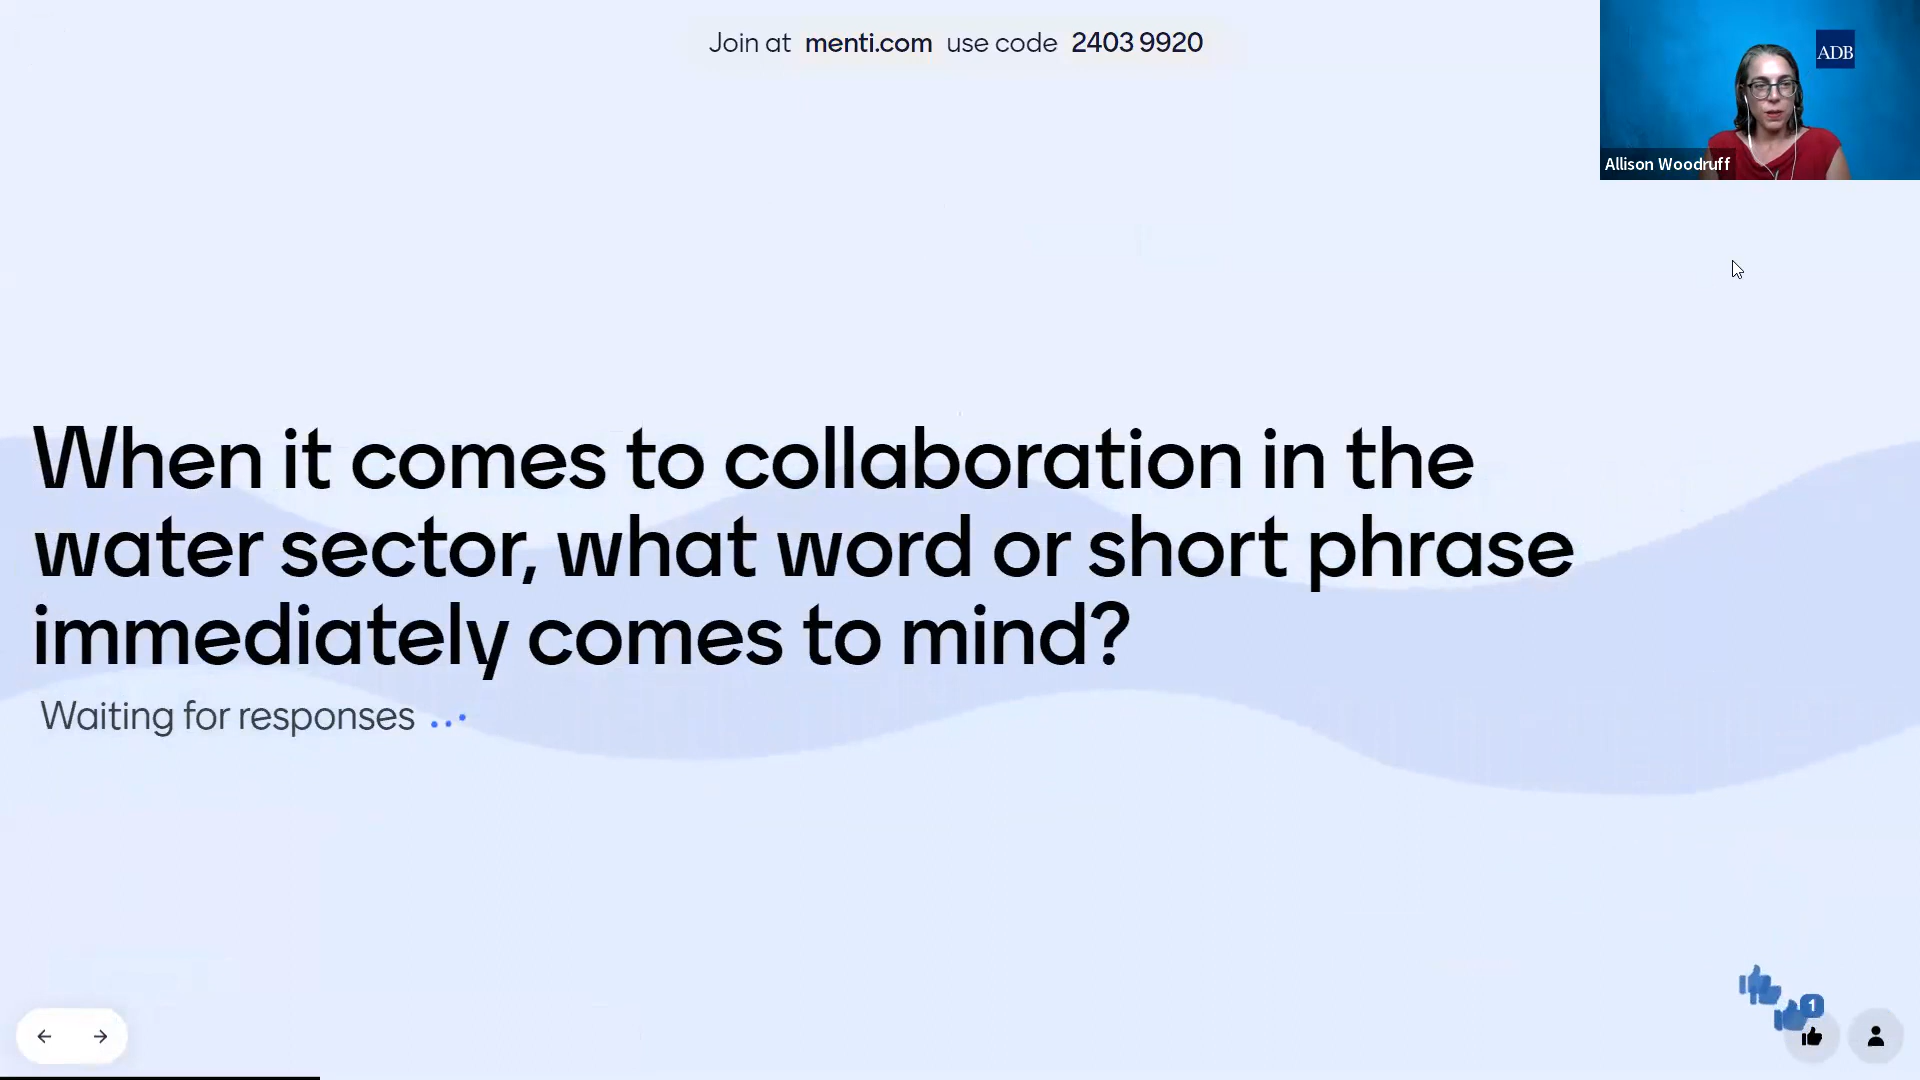 Join at menti.com use code 2403 9920
ADB
Allison Woodruff
When it comes to collaboration in the
water sector, what word or short phrase
immediately comes to mind?
Waiting for responses ...
1